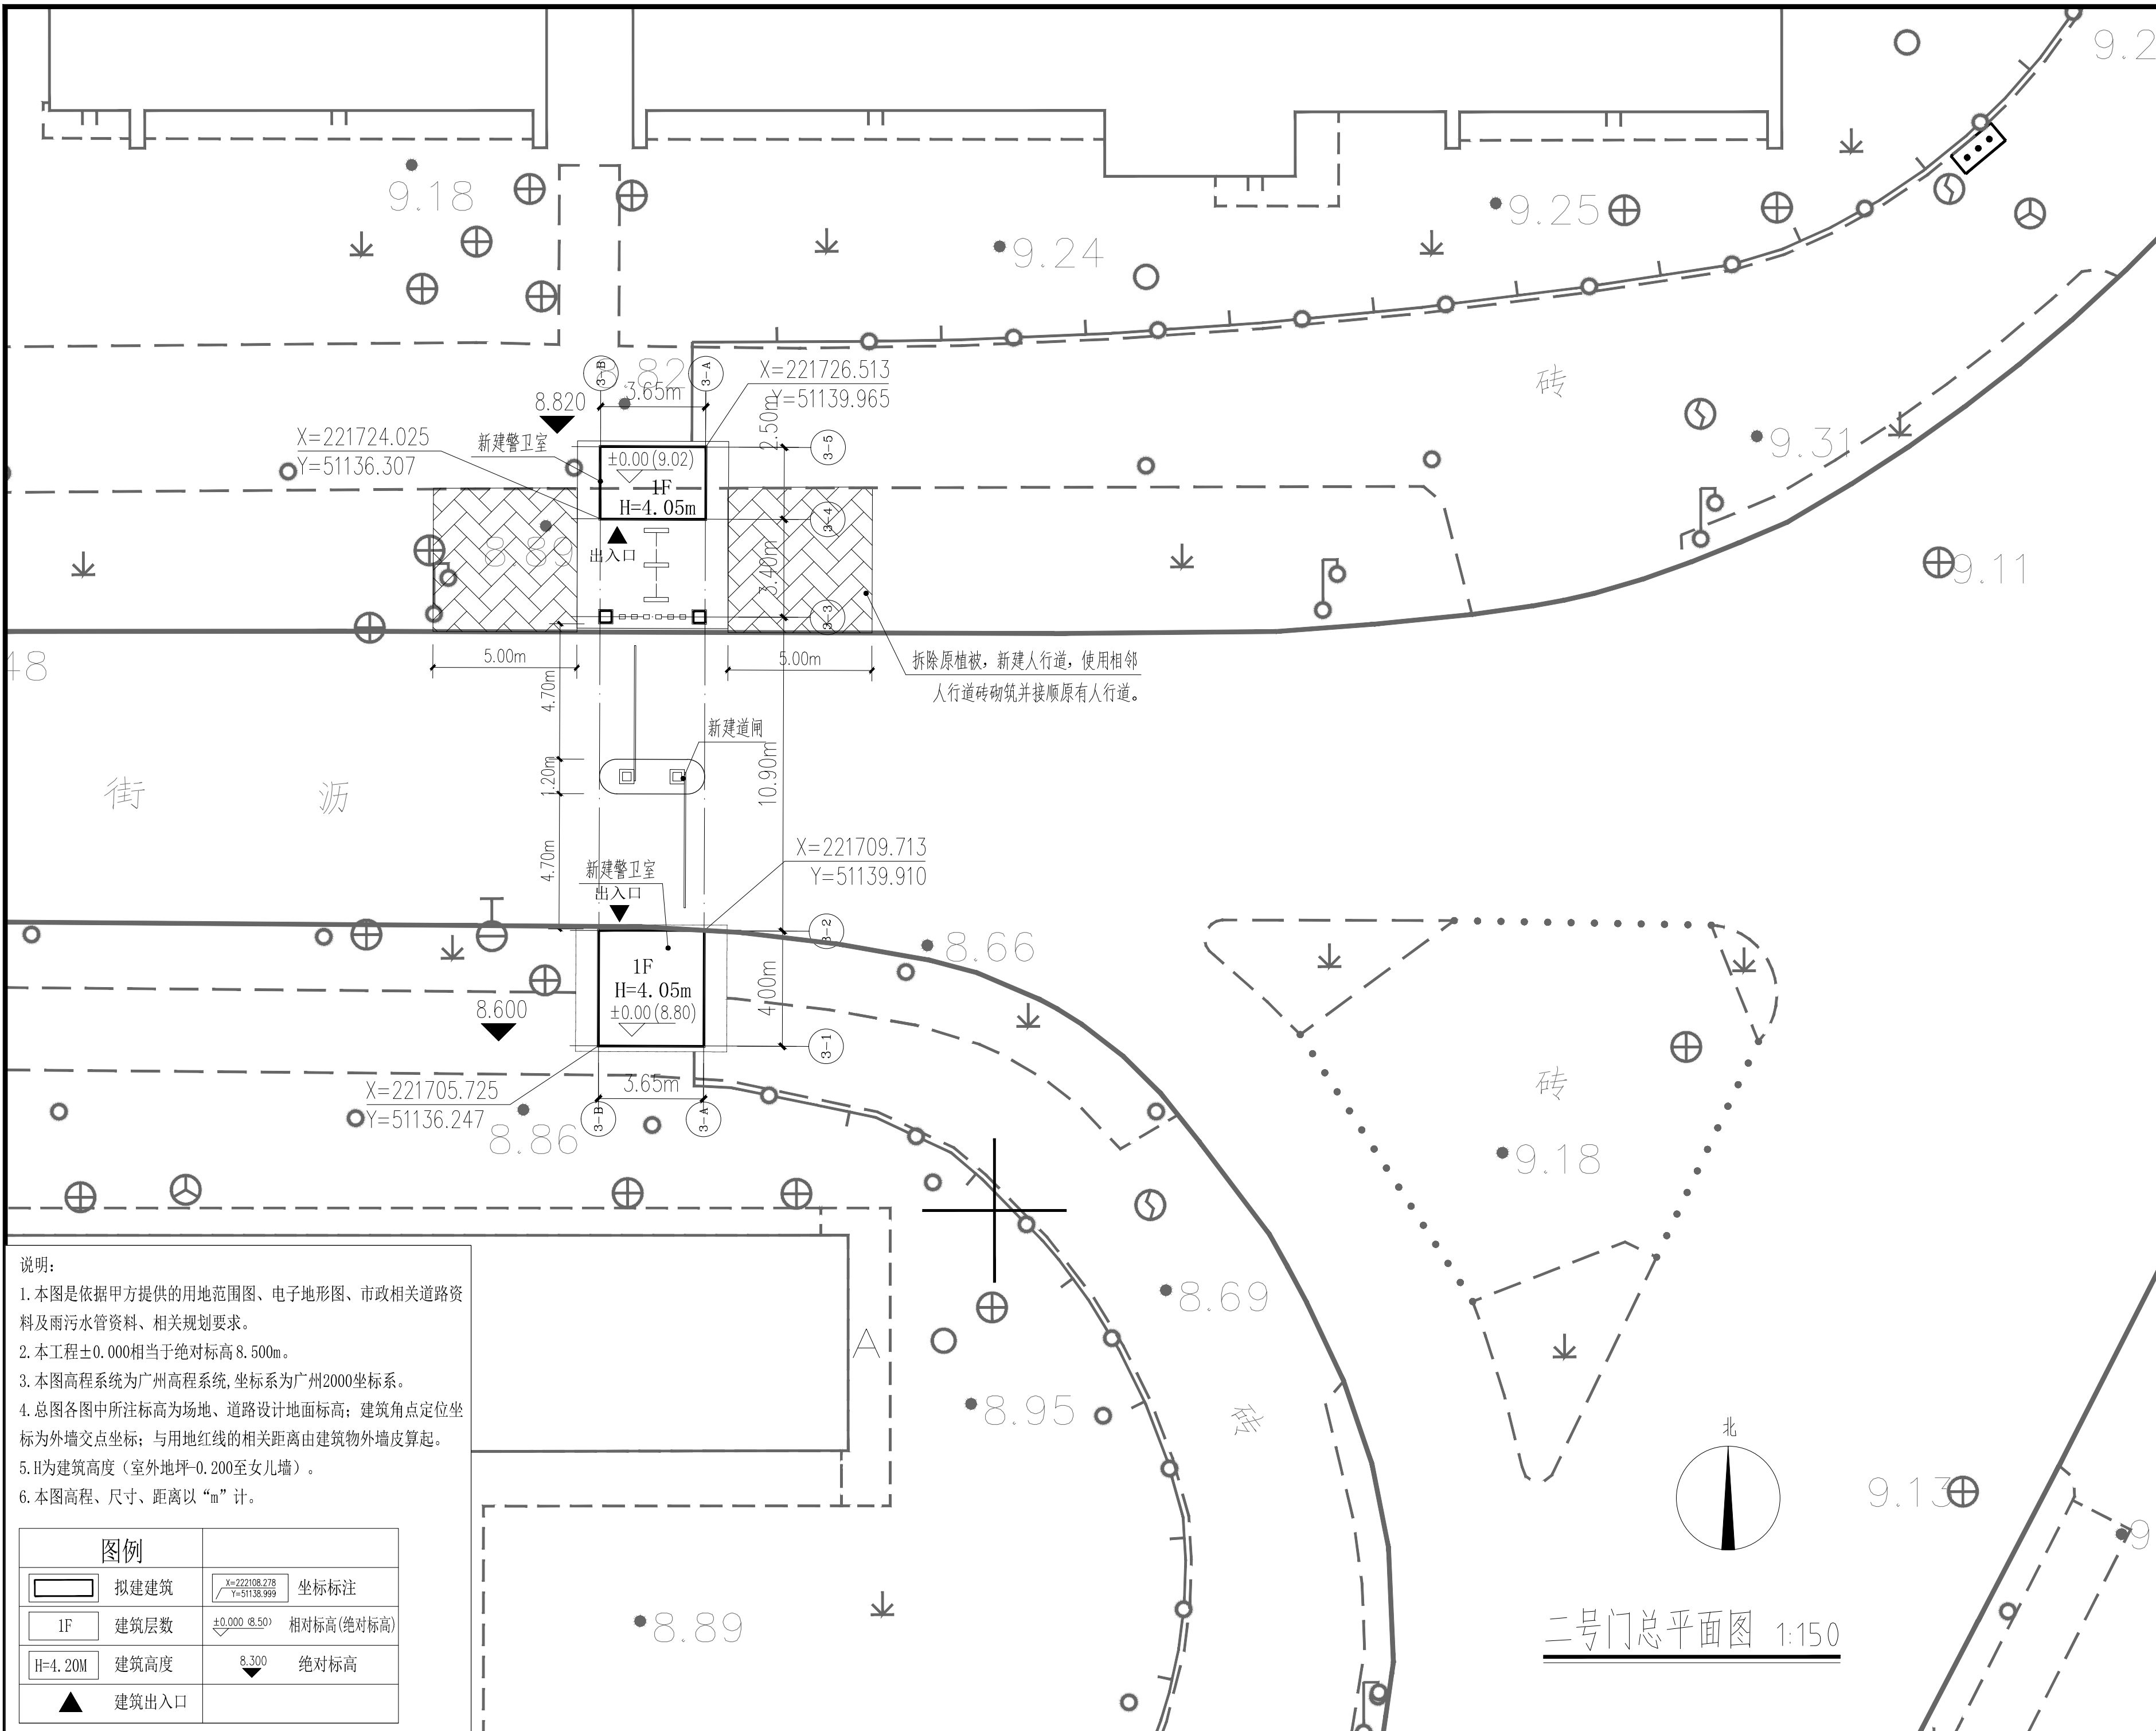 9.2
9.18
9.25
9.24
3-B
3-A
X=221726.513
Y=51139.965
3.65m
8.820
2.50m
砖
X=221724.025
Y=51136.307
新建警卫室
3-5
9.31
±0.00(9.02)
1F
H=4.05m
3-4
8.89
出入口
3.40m
9.11
3-3
48
5.00m
5.00m
拆除原植被，新建人行道，使用相邻
人行道砖砌筑并接顺原有人行道。
4.70m
新建道闸
1.20m
10.90m
街
沥
4.70m
X=221709.713
Y=51139.910
新建警卫室
出入口
3-2
8.66
1F
H=4.05m
±0.00(8.80)
4.00m
8.600
3-1
X=221705.725
Y=51136.247
3.65m
3-B
3-A
8.86
砖
9.18
8.69
A
8.95
砖
北
9.13
9
8.89
说明：
1.本图是依据甲方提供的用地范围图、电子地形图、市政相关道路资
料及雨污水管资料、相关规划要求。
2.本工程±0.000相当于绝对标高8.500m。
3.本图高程系统为广州高程系统,坐标系为广州2000坐标系。
4.总图各图中所注标高为场地、道路设计地面标高；建筑角点定位坐
标为外墙交点坐标；与用地红线的相关距离由建筑物外墙皮算起。
5.H为建筑高度（室外地坪-0.200至女儿墙）。
6.本图高程、尺寸、距离以“m”计。
图例
拟建建筑
X=222108.278
Y=51138.999
坐标标注
1F
建筑层数
±0.000 (8.50)
相对标高(绝对标高)
H=4.20M
建筑高度
8.300
绝对标高
建筑出入口
二号门总平面图 1:150